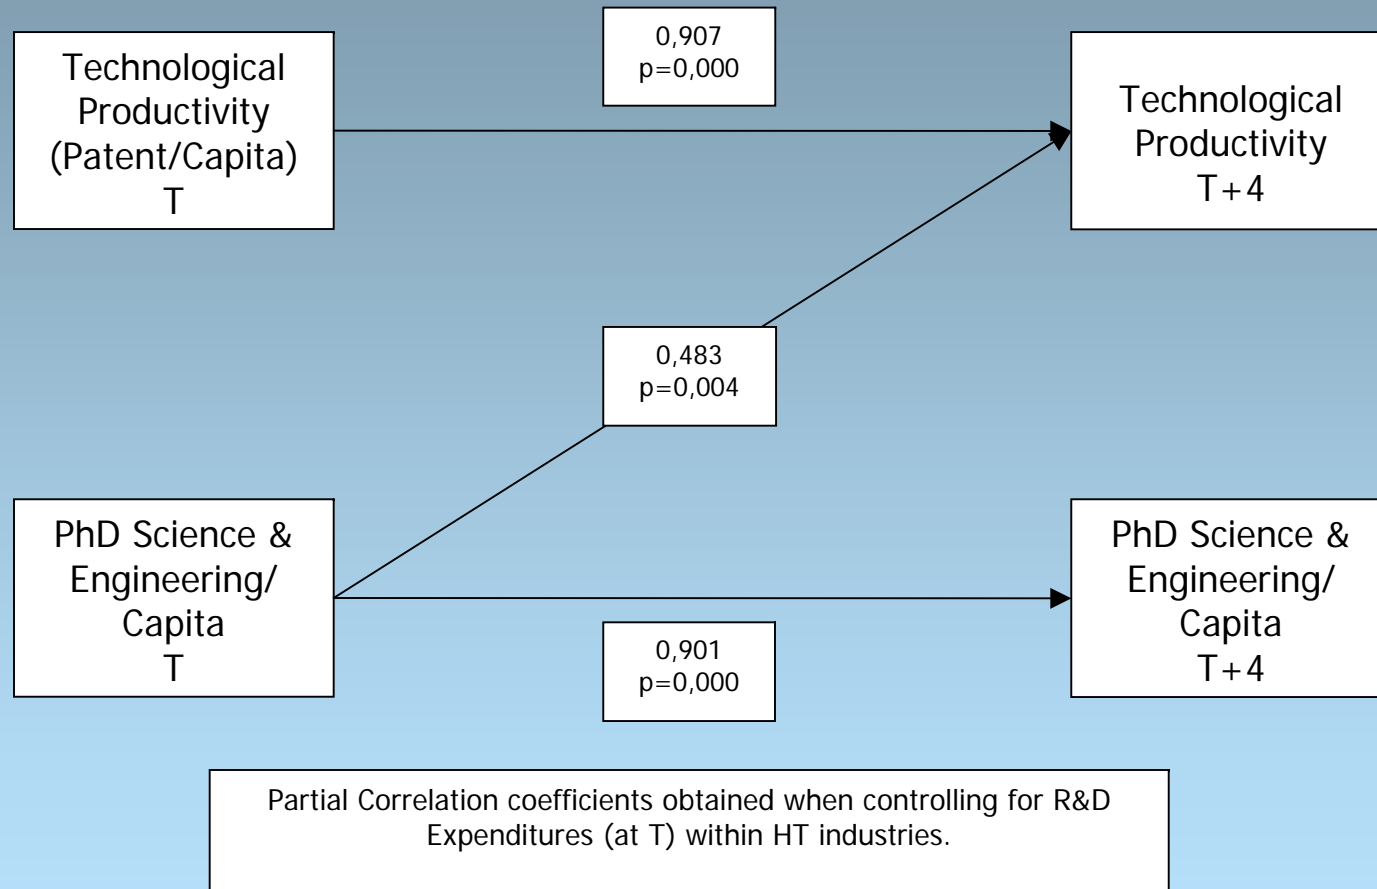 0,907
p=0,000
Technological
Productivity
(Patent/Capita)
T
Technological
Productivity
T+4
0,483
p=0,004
PhD Science &
Engineering/
Capita
T
PhD Science &
Engineering/
Capita
T+4
0,901
p=0,000
Partial Correlation coefficients obtained when controlling for R&D
Expenditures (at T) within HT industries.